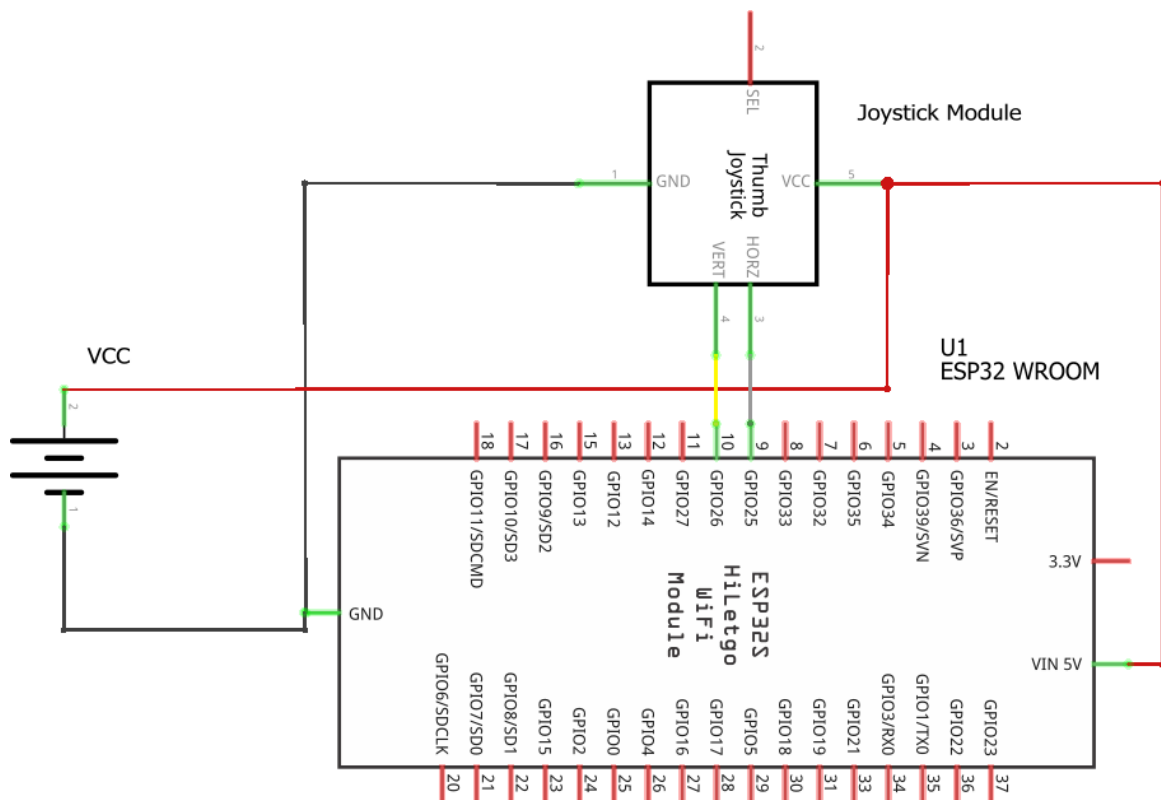 2
SEL
Joystick Module
Thumb
Joystick
1
GND
VCC
5
VERT
HORZ
4
3
VCC
2
1
U1
ESP32 WROOM
18
17
16
15
13
12
11
10
9
8
7
6
5
4
3
2
GPIO11/SDCMD
GPIO10/SD3
GPIO9/SD2
GPIO13
GPIO12
GPIO14
GPIO27
GPIO26
GPIO25
GPIO33
GPIO32
GPIO35
GPIO34
GPIO39/SVN
GPIO36/SVP
EN/RESET
3.3V
ESP32S
HiLetgo
WiFi
Module
GND
VIN 5V
GPIO6/SDCLK
GPIO7/SD0
GPIO8/SD1
GPIO15
GPIO2
GPIO0
GPIO4
GPIO16
GPIO17
GPIO5
GPIO18
GPIO19
GPIO21
GPIO3/RX0
GPIO1/TX0
GPIO22
GPIO23
20
21
22
23
24
25
26
27
28
29
30
31
33
34
35
36
37